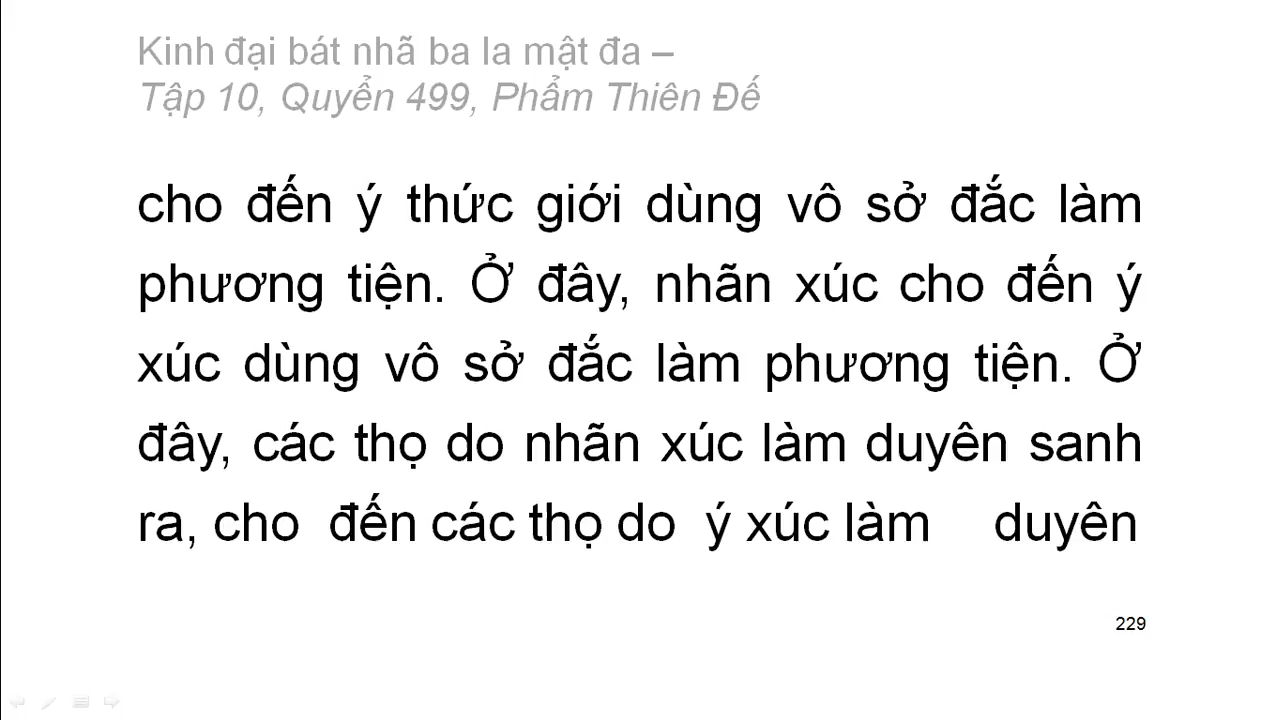 Kinh đại bát nhã ba la mật đa –
Tập 10, Quyển 499, Phẩm Thiên Đế
cho đến ý thức giới dùng vô sở đắc làm
phương tiện. Ở đây, nhãn xúc cho đến ý
xúc dùng vô sở đắc làm phương tiện. Ở
đây, các thọ do nhãn xúc làm duyên sanh
ra, cho đến các thọ do ý xúc làm duyên
229